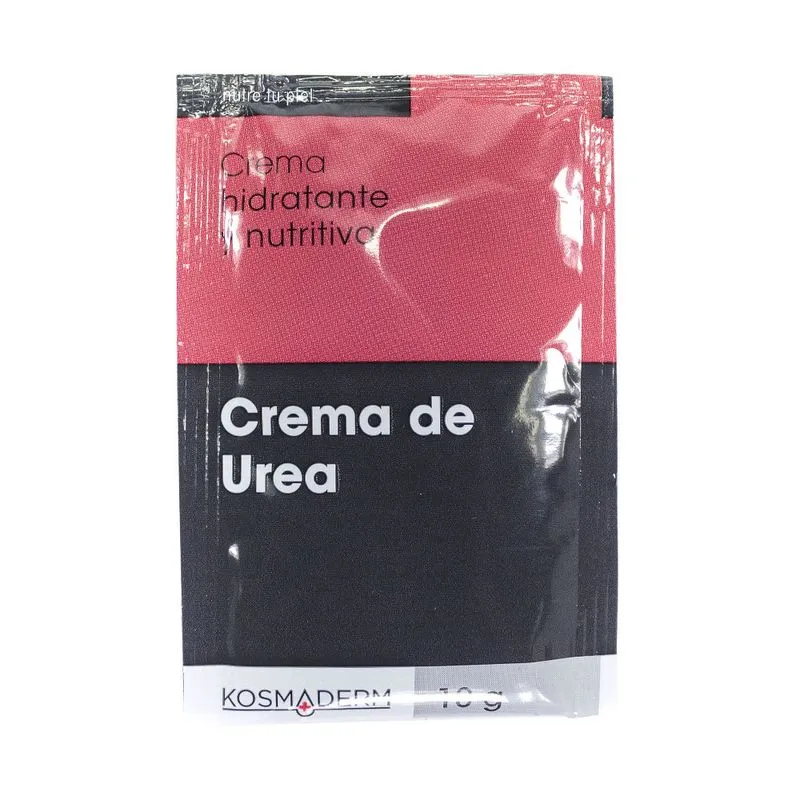 nutre tu piel
Crema
hidratante
y nutritiva
Crema de
Urea
KOSMADERM
10 g